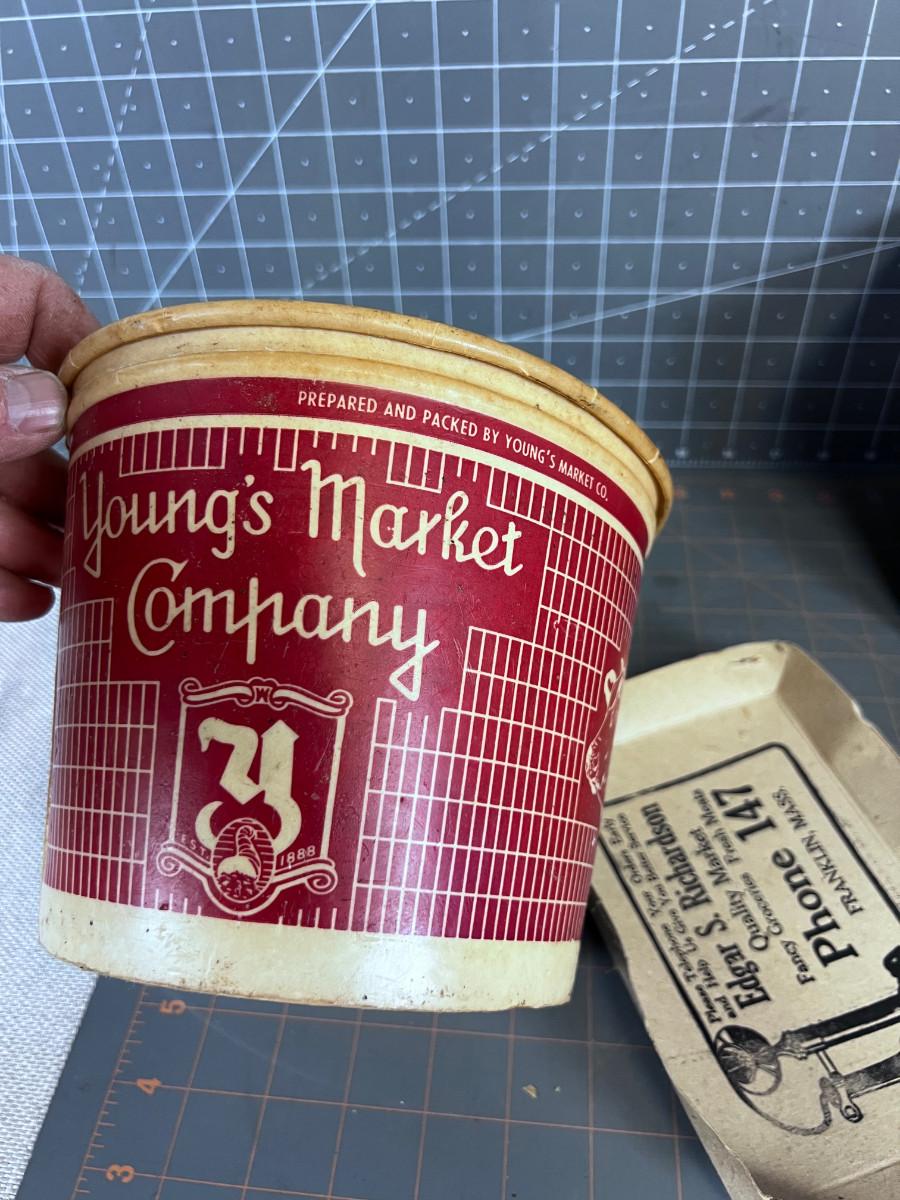 PREPARED AND PACKED BY YOUNG'S MARKET CO.
Young's Market
Company
Y
EST. 1888
Please Telephone Your Order Early
and Help Us Give You Better Service
Edgar S. Richardson
Quality Market
Fancy Groceries Fresh Meats
Phone 147
FRANKLIN, MASS.
5
4
3